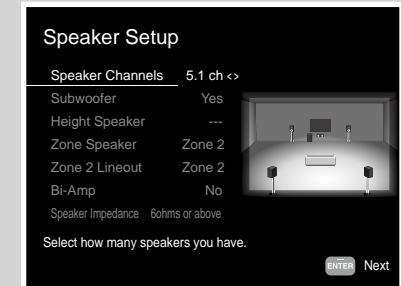 Speaker Setup
Speaker Channels 5.1 ch <>
Subwoofer Yes
Height Speaker ---
Zone Speaker Zone 2
Zone 2 Lineout Zone 2
Bi-Amp No
Speaker Impedance 6ohms or above
Select how many speakers you have.
ENTER Next